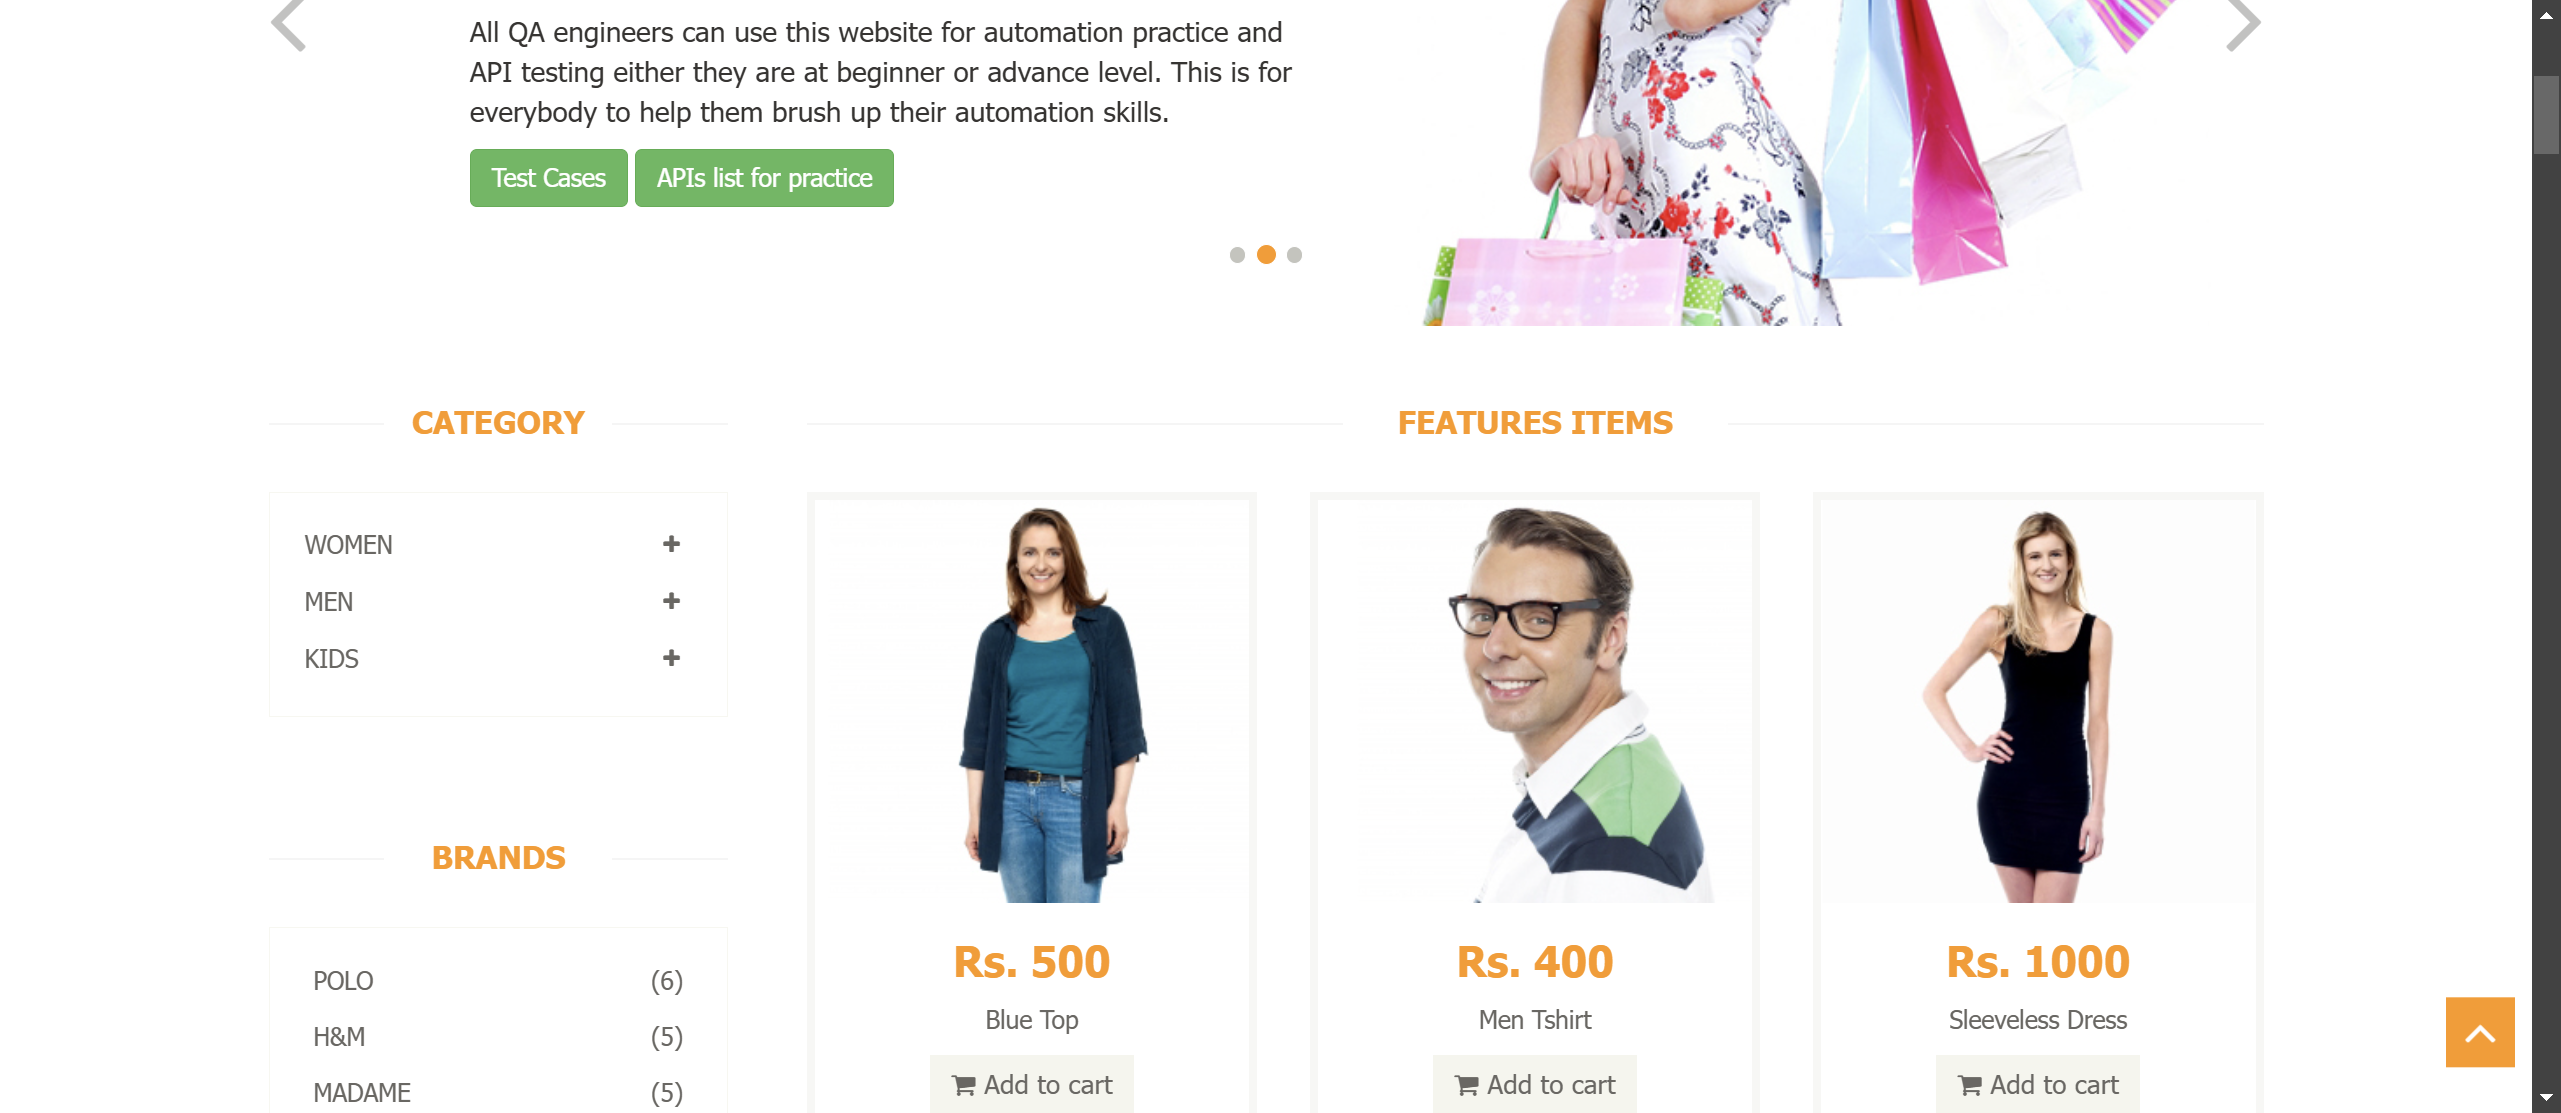 All QA engineers can use this website for automation practice and
API testing either they are at beginner or advance level. This is for
everybody to help them brush up their automation skills.
Test Cases
APIs list for practice
CATEGORY
WOMEN
MEN
KIDS
BRANDS
POLO (6)
H&M (5)
MADAME (5)
FEATURES ITEMS
Rs. 500
Blue Top
Add to cart
Rs. 400
Men Tshirt
Add to cart
Rs. 1000
Sleeveless Dress
Add to cart